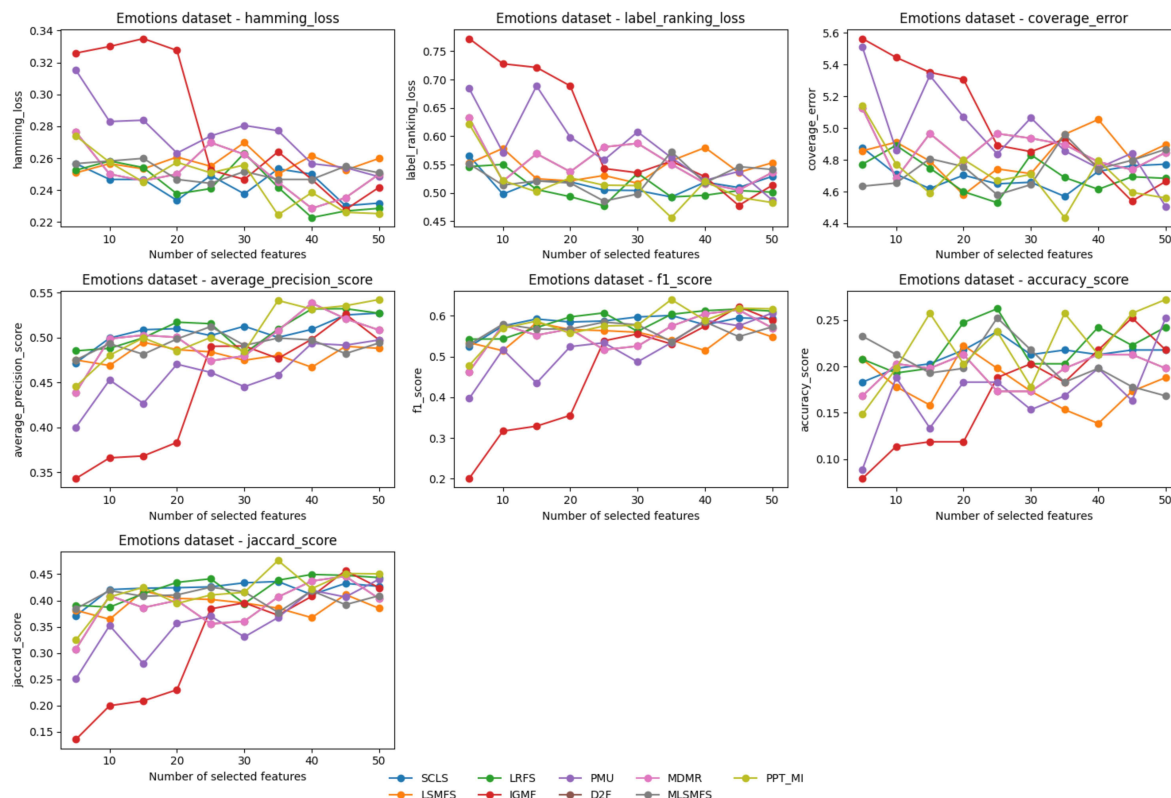 Emotions dataset - hamming_loss
hamming_loss
0.34
0.32
0.30
0.28
0.26
0.24
0.22
10 20 30 40 50
Number of selected features
Emotions dataset - label_ranking_loss
label_ranking_loss
0.75
0.70
0.65
0.60
0.55
0.50
0.45
10 20 30 40 50
Number of selected features
Emotions dataset - coverage_error
coverage_error
5.6
5.4
5.2
5.0
4.8
4.6
4.4
10 20 30 40 50
Number of selected features
Emotions dataset - average_precision_score
average_precision_score
0.55
0.50
0.45
0.40
0.35
10 20 30 40 50
Number of selected features
Emotions dataset - f1_score
f1_score
0.6
0.5
0.4
0.3
0.2
10 20 30 40 50
Number of selected features
Emotions dataset - accuracy_score
accuracy_score
0.25
0.20
0.15
0.10
10 20 30 40 50
Number of selected features
Emotions dataset - jaccard_score
jaccard_score
0.45
0.40
0.35
0.30
0.25
0.20
0.15
10 20 30 40 50
Number of selected features
SCLS LRFS PMU MDMR PPT_MI
LSMFS IGMF D2F MLSMFS